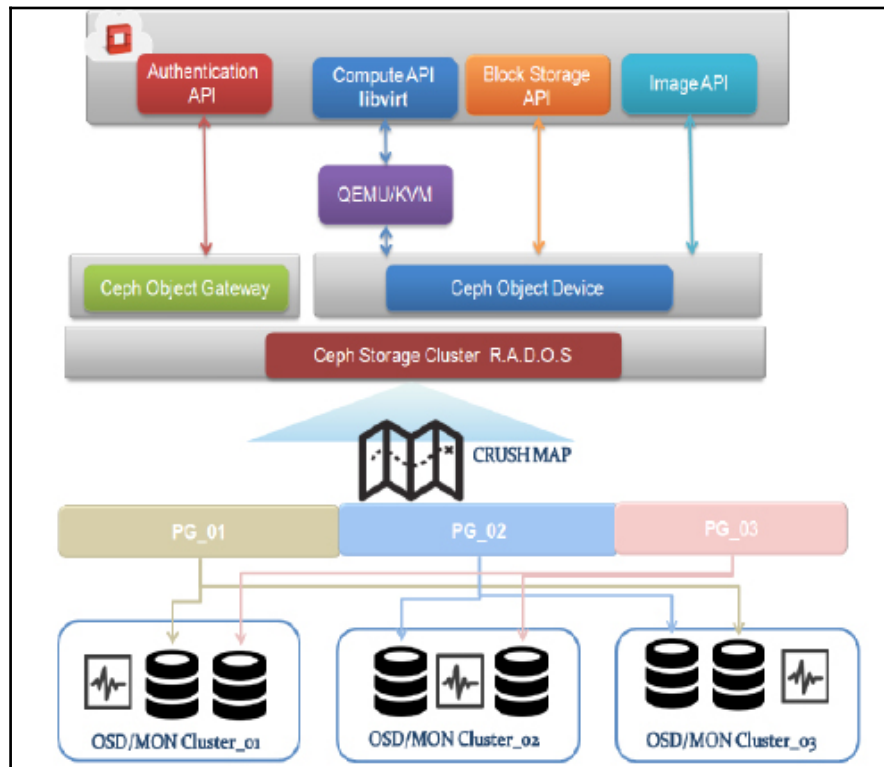 Authentication
API
Compute API
libvirt
Block Storage
API
Image API
QEMU/KVM
Ceph Object Gateway
Ceph Object Device
Ceph Storage Cluster R.A.D.O.S
CRUSH MAP
PG_01
PG_02
PG_03
OSD/MON Cluster_01
OSD/MON Cluster_02
OSD/MON Cluster_03